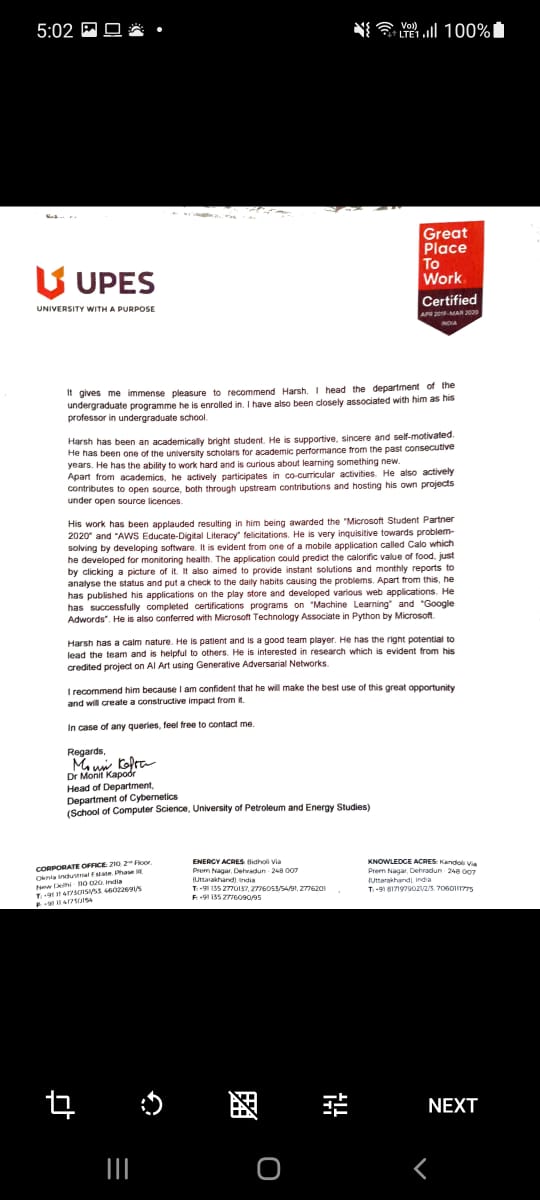 5:02
Vo)) LTE1 100%
Great
Place
To
Work.
Certified
APR 2019-MAR 2020
INDIA
UPES
UNIVERSITY WITH A PURPOSE
It gives me immense pleasure to recommend Harsh. I head the department of the
undergraduate programme he is enrolled in. I have also been closely associated with him as his
professor in undergraduate school.
Harsh has been an academically bright student. He is supportive, sincere and self-motivated.
He has been one of the university scholars for academic performance from the past consecutive
years. He has the ability to work hard and is curious about learning something new.
Apart from academics, he actively participates in co-curricular activities. He also actively
contributes to open source, both through upstream contributions and hosting his own projects
under open source licences.
His work has been applauded resulting in him being awarded the "Microsoft Student Partner
2020" and "AWS Educate-Digital Literacy" felicitations. He is very inquisitive towards problem-
solving by developing software. It is evident from one of a mobile application called Calo which
he developed for monitoring health. The application could predict the calorific value of food, just
by clicking a picture of it. It also aimed to provide instant solutions and monthly reports to
analyse the status and put a check to the daily habits causing the problems. Apart from this, he
has published his applications on the play store and developed various web applications. He
has successfully completed certifications programs on "Machine Learning" and "Google
Adwords". He is also conferred with Microsoft Technology Associate in Python by Microsoft.
Harsh has a calm nature. He is patient and is a good team player. He has the right potential to
lead the team and is helpful to others. He is interested in research which is evident from his
credited project on AI Art using Generative Adversarial Networks.
I recommend him because I am confident that he will make the best use of this great opportunity
and will create a constructive impact from it.
In case of any queries, feel free to contact me.
Regards,
Monit Kapoor
Dr Monit Kapoor
Head of Department,
Department of Cybernetics
(School of Computer Science, University of Petroleum and Energy Studies)
CORPORATE OFFICE: 210, 2nd Floor,
Okhla Industrial Estate, Phase III,
New Delhi - 110 020, India
T: +91 11 41730151/53, 46022691/5
F: +91 11 41730154
ENERGY ACRES: Bidholi Via
Prem Nagar, Dehradun - 248 007
(Uttarakhand), India
T: +91 135 2770137, 2776053/54/91, 2776201
F: +91 135 2776090/95
KNOWLEDGE ACRES: Kandoli Via
Prem Nagar, Dehradun - 248 007
(Uttarakhand), India
T: +91 8171979021/2/3, 7060111775
NEXT